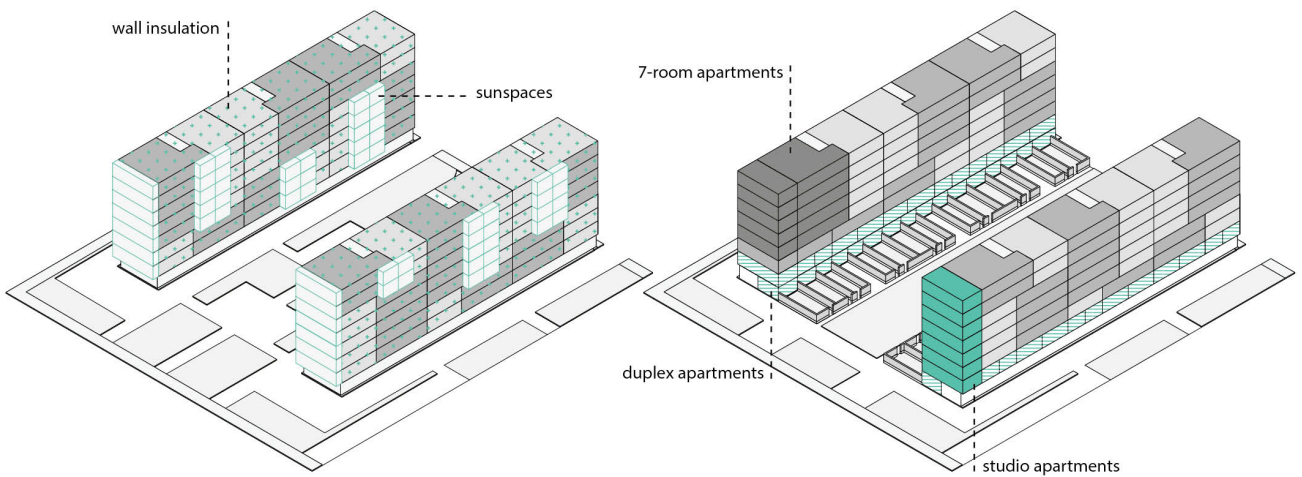 wall insulation
sunspaces
7-room apartments
duplex apartments
studio apartments